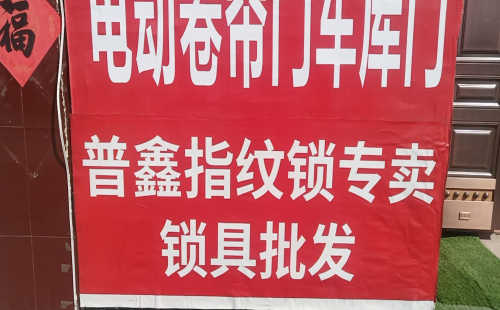 福
电动卷帘门车库门
普鑫指纹锁专卖
锁具批发